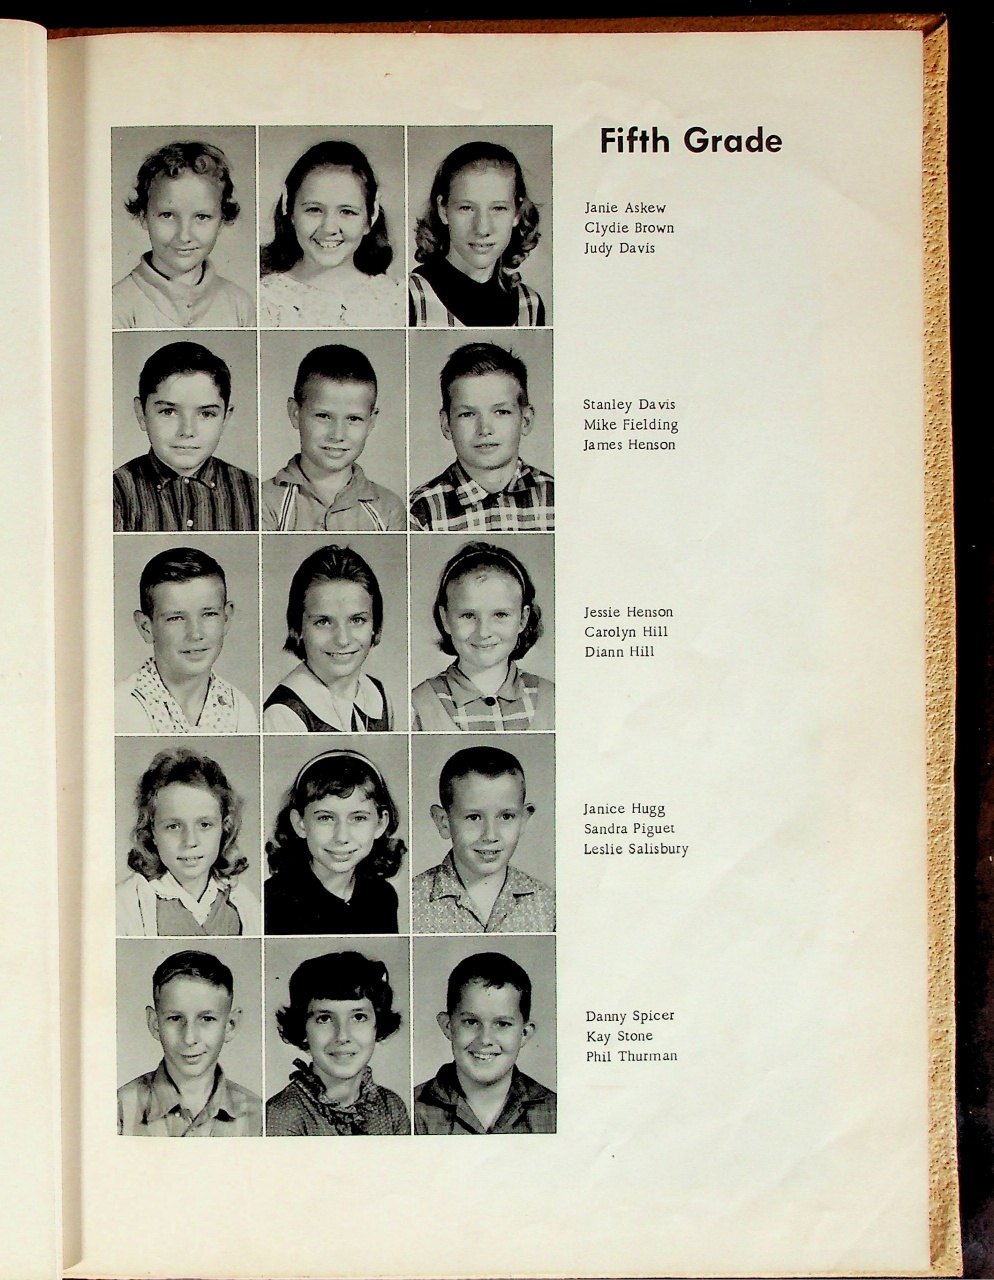 Fifth Grade
Janie Askew
Clydie Brown
Judy Davis
Stanley Davis
Mike Fielding
James Henson
Jessie Henson
Carolyn Hill
Diann Hill
Janice Hugg
Sandra Piguet
Leslie Salisbury
Danny Spicer
Kay Stone
Phil Thurman